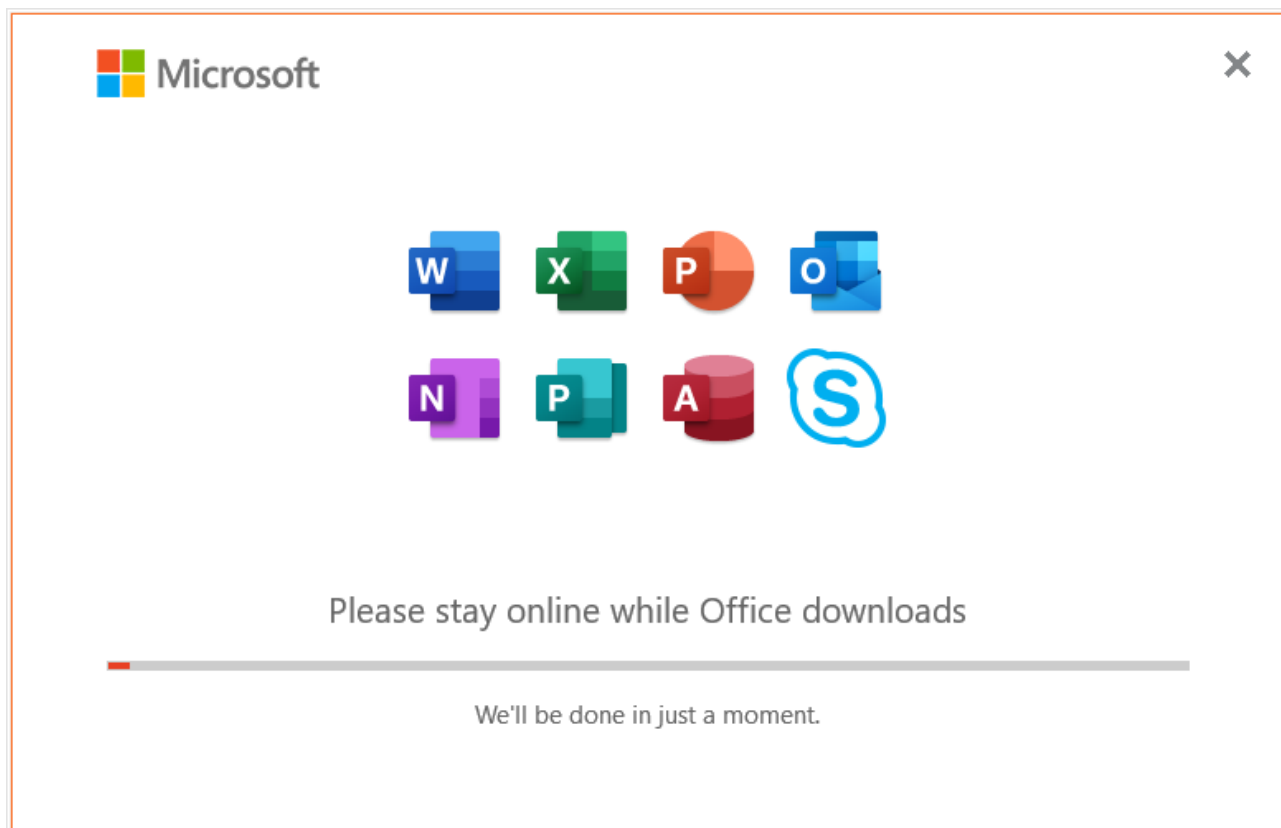 Microsoft
W X P O
N P A S
Please stay online while Office downloads
We'll be done in just a moment.